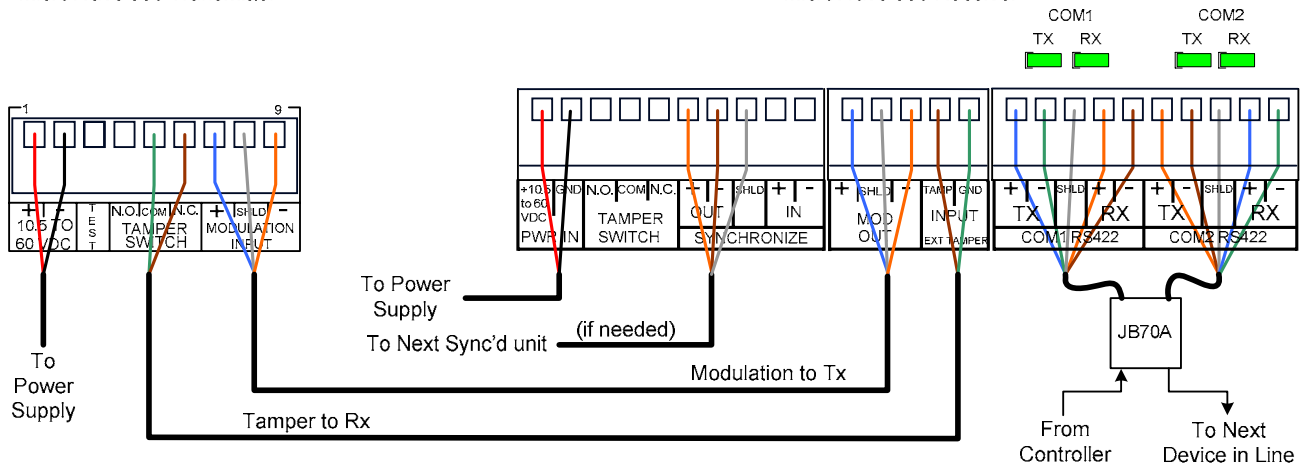 COM1 COM2
TX RX TX RX
1 9
+ - TEST N.O. COM N.C. + SHLD -
10.5 TO
60 VDC
TAMPER
SWITCH
MODULATION
INPUT
+10.5
to 60
VDC
GND
PWR IN
N.O. COM N.C.
TAMPER
SWITCH
+ - SHLD + -
OUT IN
SYNCHRONIZE
+ SHLD -
MOD
OUT
TAMP GND
INPUT
EXT TAMPER
+ - SHLD + -
TX RX
COM1 RS422
+ - SHLD + -
TX RX
COM2 RS422
To Power
Supply
To Next Sync'd unit (if needed)
JB70A
To
Power
Supply
Modulation to Tx
Tamper to Rx
From
Controller
To Next
Device in Line